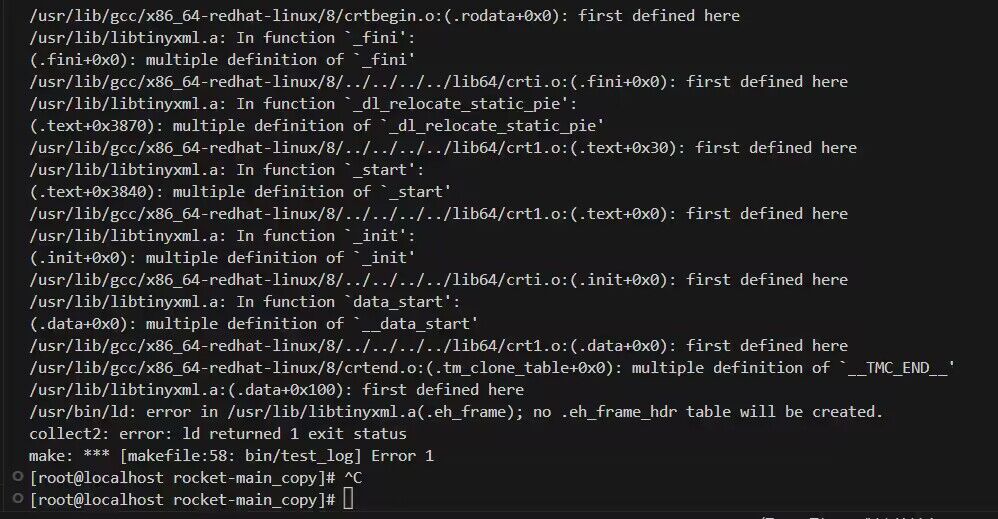 /usr/lib/gcc/x86_64-redhat-linux/8/crtbegin.o:(.rodata+0x0): first defined here
/usr/lib/libtinyxml.a: In function `_fini':
(.fini+0x0): multiple definition of `_fini'
/usr/lib/gcc/x86_64-redhat-linux/8/../../../../lib64/crti.o:(.fini+0x0): first defined here
/usr/lib/libtinyxml.a: In function `_dl_relocate_static_pie':
(.text+0x3870): multiple definition of `_dl_relocate_static_pie'
/usr/lib/gcc/x86_64-redhat-linux/8/../../../../lib64/crt1.o:(.text+0x30): first defined here
/usr/lib/libtinyxml.a: In function `_start':
(.text+0x3840): multiple definition of `_start'
/usr/lib/gcc/x86_64-redhat-linux/8/../../../../lib64/crt1.o:(.text+0x0): first defined here
/usr/lib/libtinyxml.a: In function `_init':
(.init+0x0): multiple definition of `_init'
/usr/lib/gcc/x86_64-redhat-linux/8/../../../../lib64/crti.o:(.init+0x0): first defined here
/usr/lib/libtinyxml.a: In function `data_start':
(.data+0x0): multiple definition of `__data_start'
/usr/lib/gcc/x86_64-redhat-linux/8/../../../../lib64/crt1.o:(.data+0x0): first defined here
/usr/lib/gcc/x86_64-redhat-linux/8/crtend.o:(.tm_clone_table+0x0): multiple definition of `__TMC_END__'
/usr/lib/libtinyxml.a:(.data+0x100): first defined here
/usr/bin/ld: error in /usr/lib/libtinyxml.a(.eh_frame); no .eh_frame_hdr table will be created.
collect2: error: ld returned 1 exit status
make: *** [makefile:58: bin/test_log] Error 1
[root@localhost rocket-main_copy]# ^C
[root@localhost rocket-main_copy]#